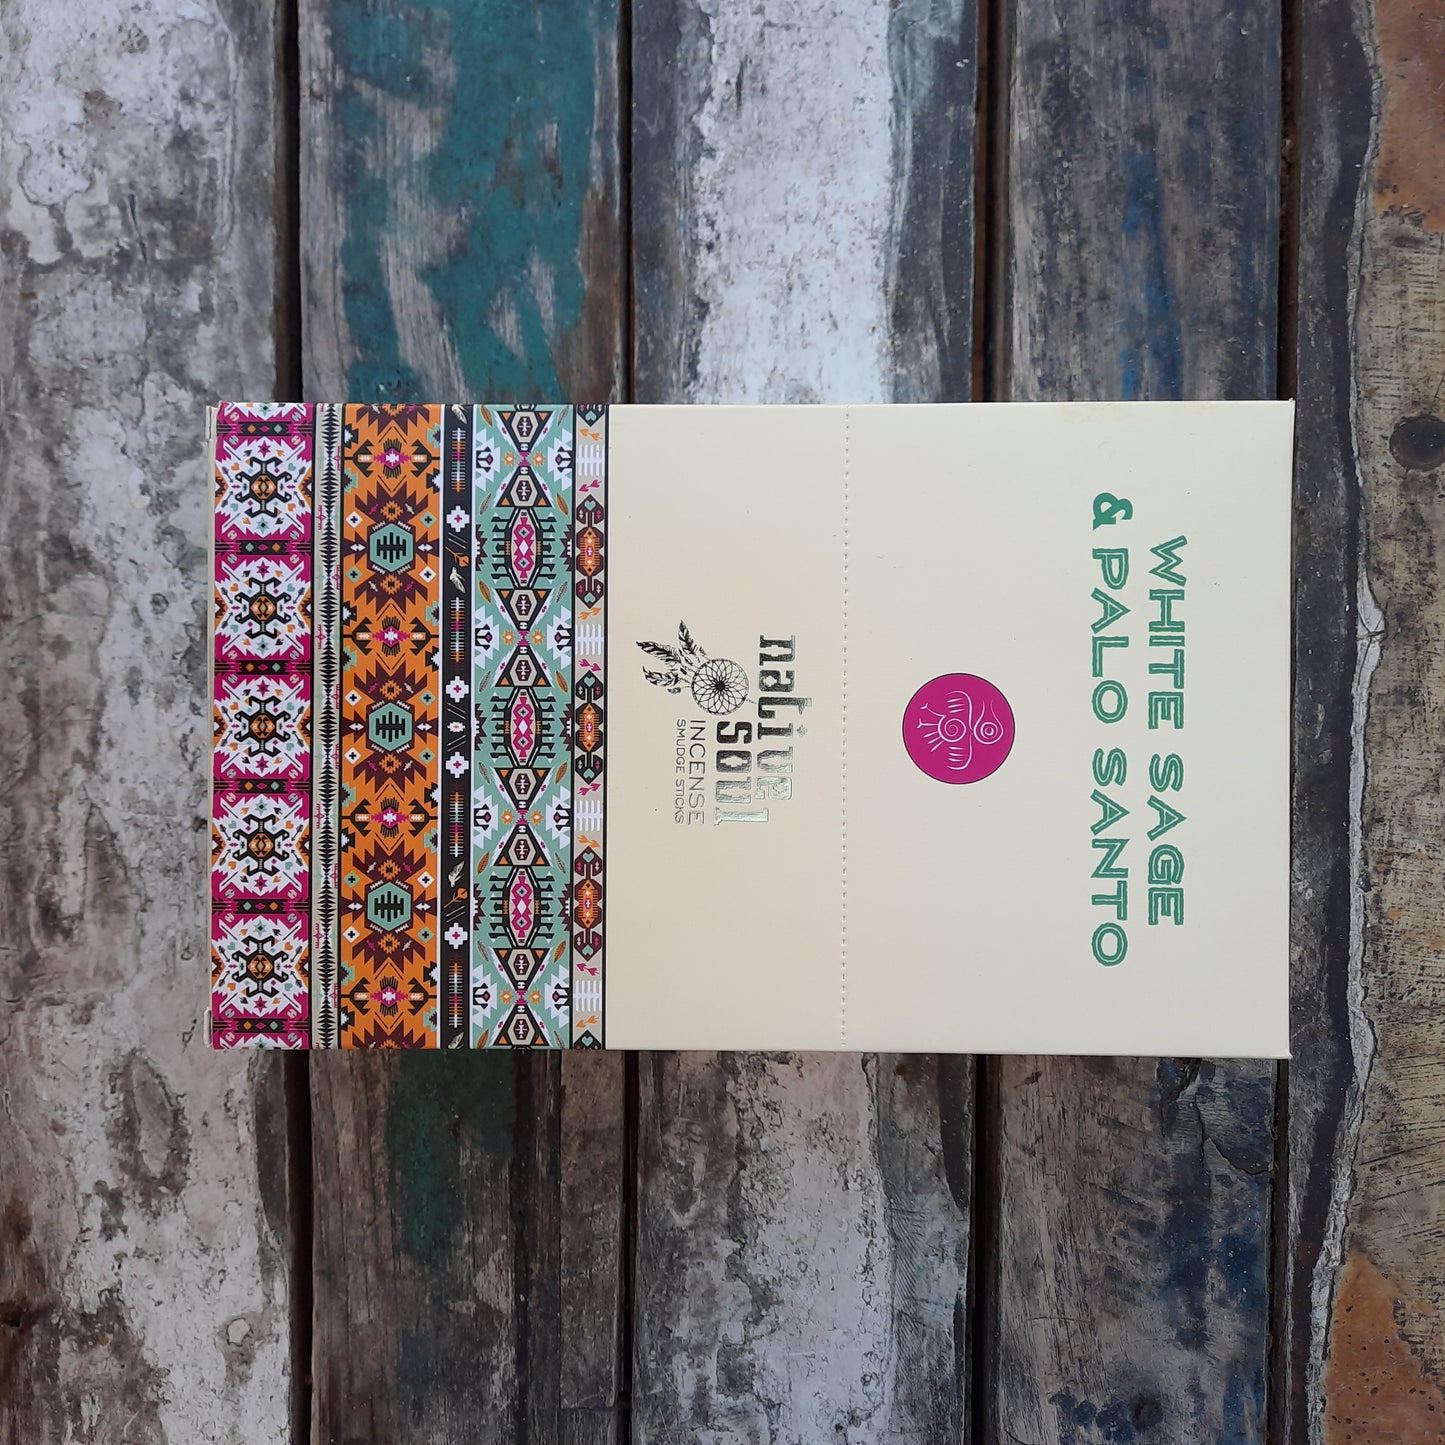 WHITE SAGE
& PALO SANTO
native
soul
INCENSE
SMUDGE STICKS